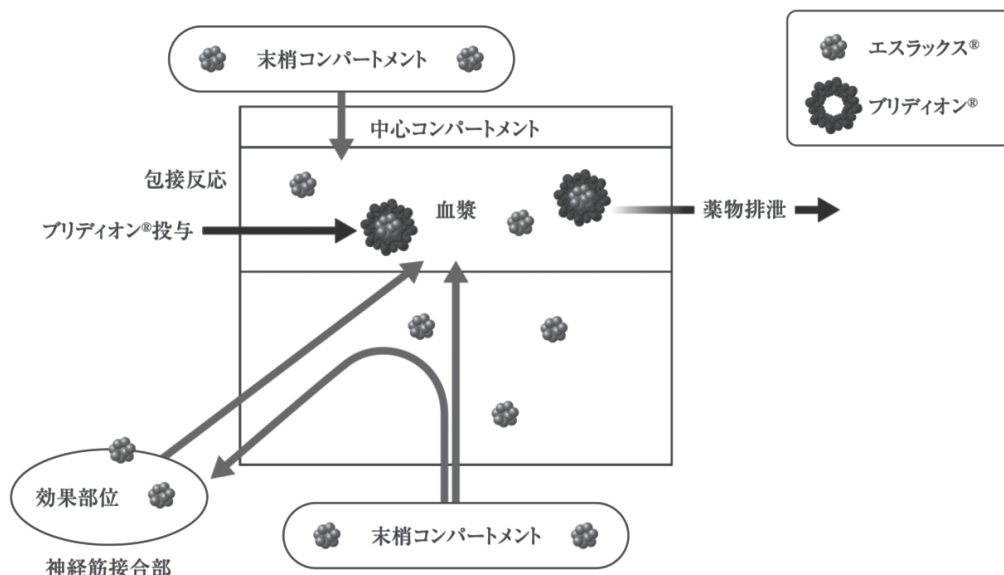 末梢コンパートメント
エスラックス®
ブリディオン®
中心コンパートメント
包接反応
血漿
薬物排泄
ブリディオン®投与
効果部位
神経筋接合部
末梢コンパートメント